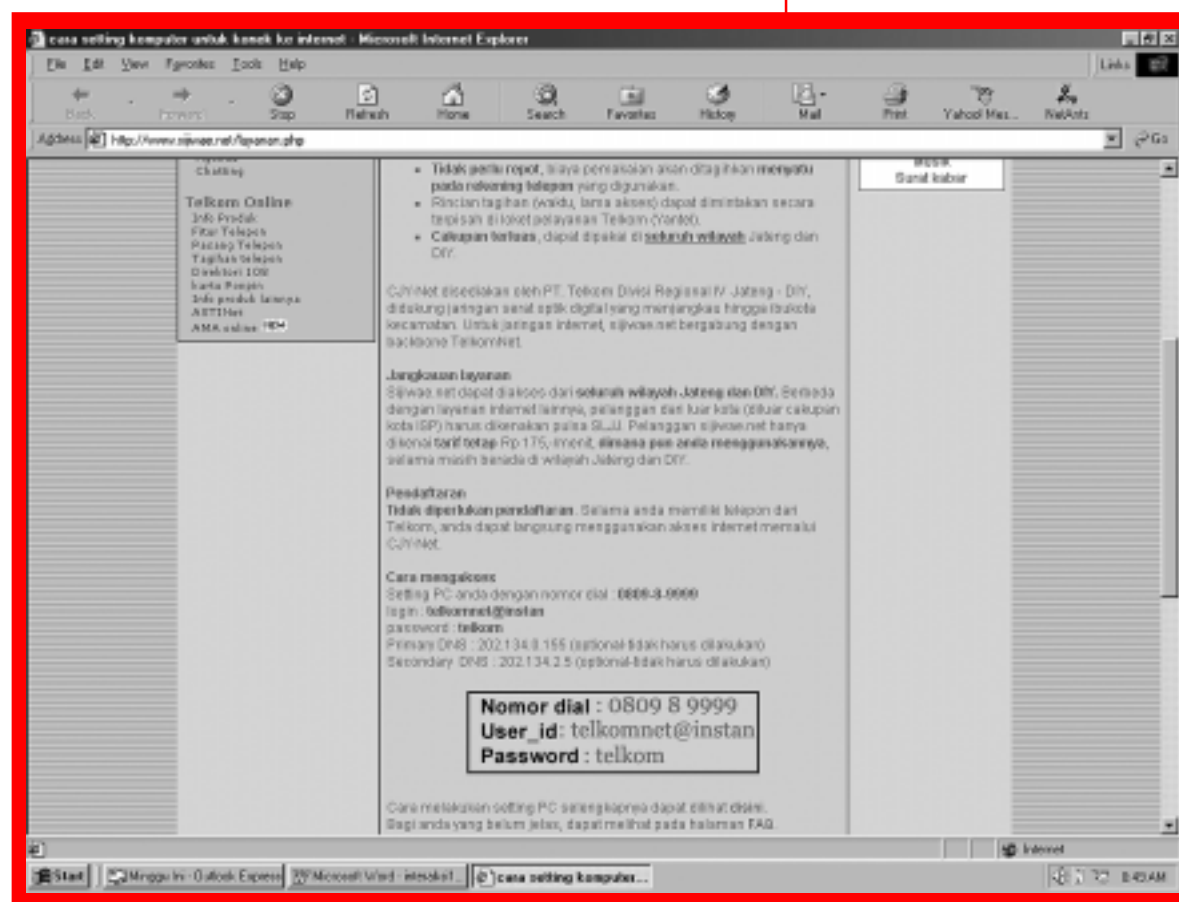 cara setting komputer untuk konek ke internet - Microsoft Internet Explorer
File Edit View Favorites Tools Help
Links
Back Forward Stop Refresh Home Search Favorites History Mail Print Yahoo! Mes... NetAnts
Address http://www.sijiwae.net/layanan.php Go
Chatting
Telkom Online
Info Produk
Fitur Telepon
Pasang Telepon
Tagihan telepon
Direktori 108
kartu Ponpin
Info produk lainnya
ASTINet
AMA online NEW
• Tidak perlu repot, biaya pemakaian akan ditagihkan menyatu
pada rekening telepon yang digunakan.
• Rincian tagihan (waktu, lama akses) dapat dimintakan secara
terpisah di loket pelayanan Telkom (Yantel).
• Cakupan terluas, dapat dipakai di seluruh wilayah Jateng dan
DIY.
CJYNet disediakan oleh PT. Telkom Divisi Regional IV Jateng - DIY,
didukung jaringan serat optik digital yang menjangkau hingga ibukota
kecamatan. Untuk jaringan internet, sijiwae.net bergabung dengan
backbone TelkomNet.
Jangkauan layanan
Sijiwae.net dapat diakses dari seluruh wilayah Jateng dan DIY. Berbeda
dengan layanan internet lainnya, pelanggan dari luar kota (diluar cakupan
kota ISP) harus dikenakan pulsa SLJJ. Pelanggan sijiwae.net hanya
dikenai tarif tetap Rp 175,-/menit, dimana pun anda menggunakannya,
selama masih berada di wilayah Jateng dan DIY.
Pendaftaran
Tidak diperlukan pendaftaran. Selama anda memiliki telepon dari
Telkom, anda dapat langsung menggunakan akses internet memalui
CJYNet.
Cara mengakses
Setting PC anda dengan nomor dial : 0809-8-9999
login : telkomnet@instan
password : telkom
Primary DNS : 202.134.0.155 (optional-tidak harus dilakukan)
Secondary DNS : 202.134.2.5 (optional-tidak harus dilakukan)
Nomor dial : 0809 8 9999
User_id: telkomnet@instan
Password : telkom
Cara melakukan setting PC selengkapnya dapat dilihat disini.
Bagi anda yang belum jelas, dapat melihat pada halaman FAQ.
Musik
Surat kabar
Internet
Start Minggu Ini - Outlook Express Microsoft Word - cara setting komputer... 8:49 AM